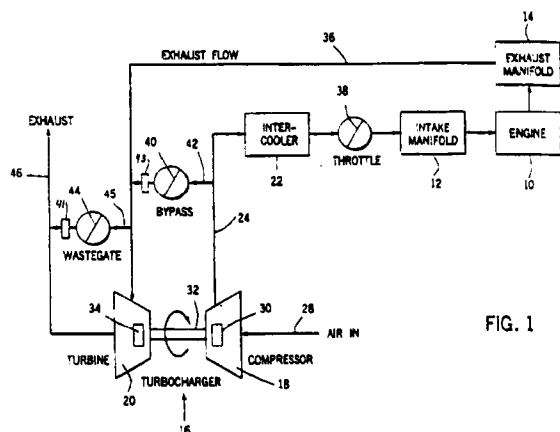 14
36
EXHAUST FLOW
EXHAUST
MANIFOLD
EXHAUST
38
40
INTER-
COOLER
INTAKE
MANIFOLD
ENGINE
43
42
THROTTLE
46
44
45
22
12
10
41
BYPASS
24
WASTEGATE
34
32
30
28
AIR IN
FIG. 1
TURBINE
COMPRESSOR
20
TURBOCHARGER
18
16